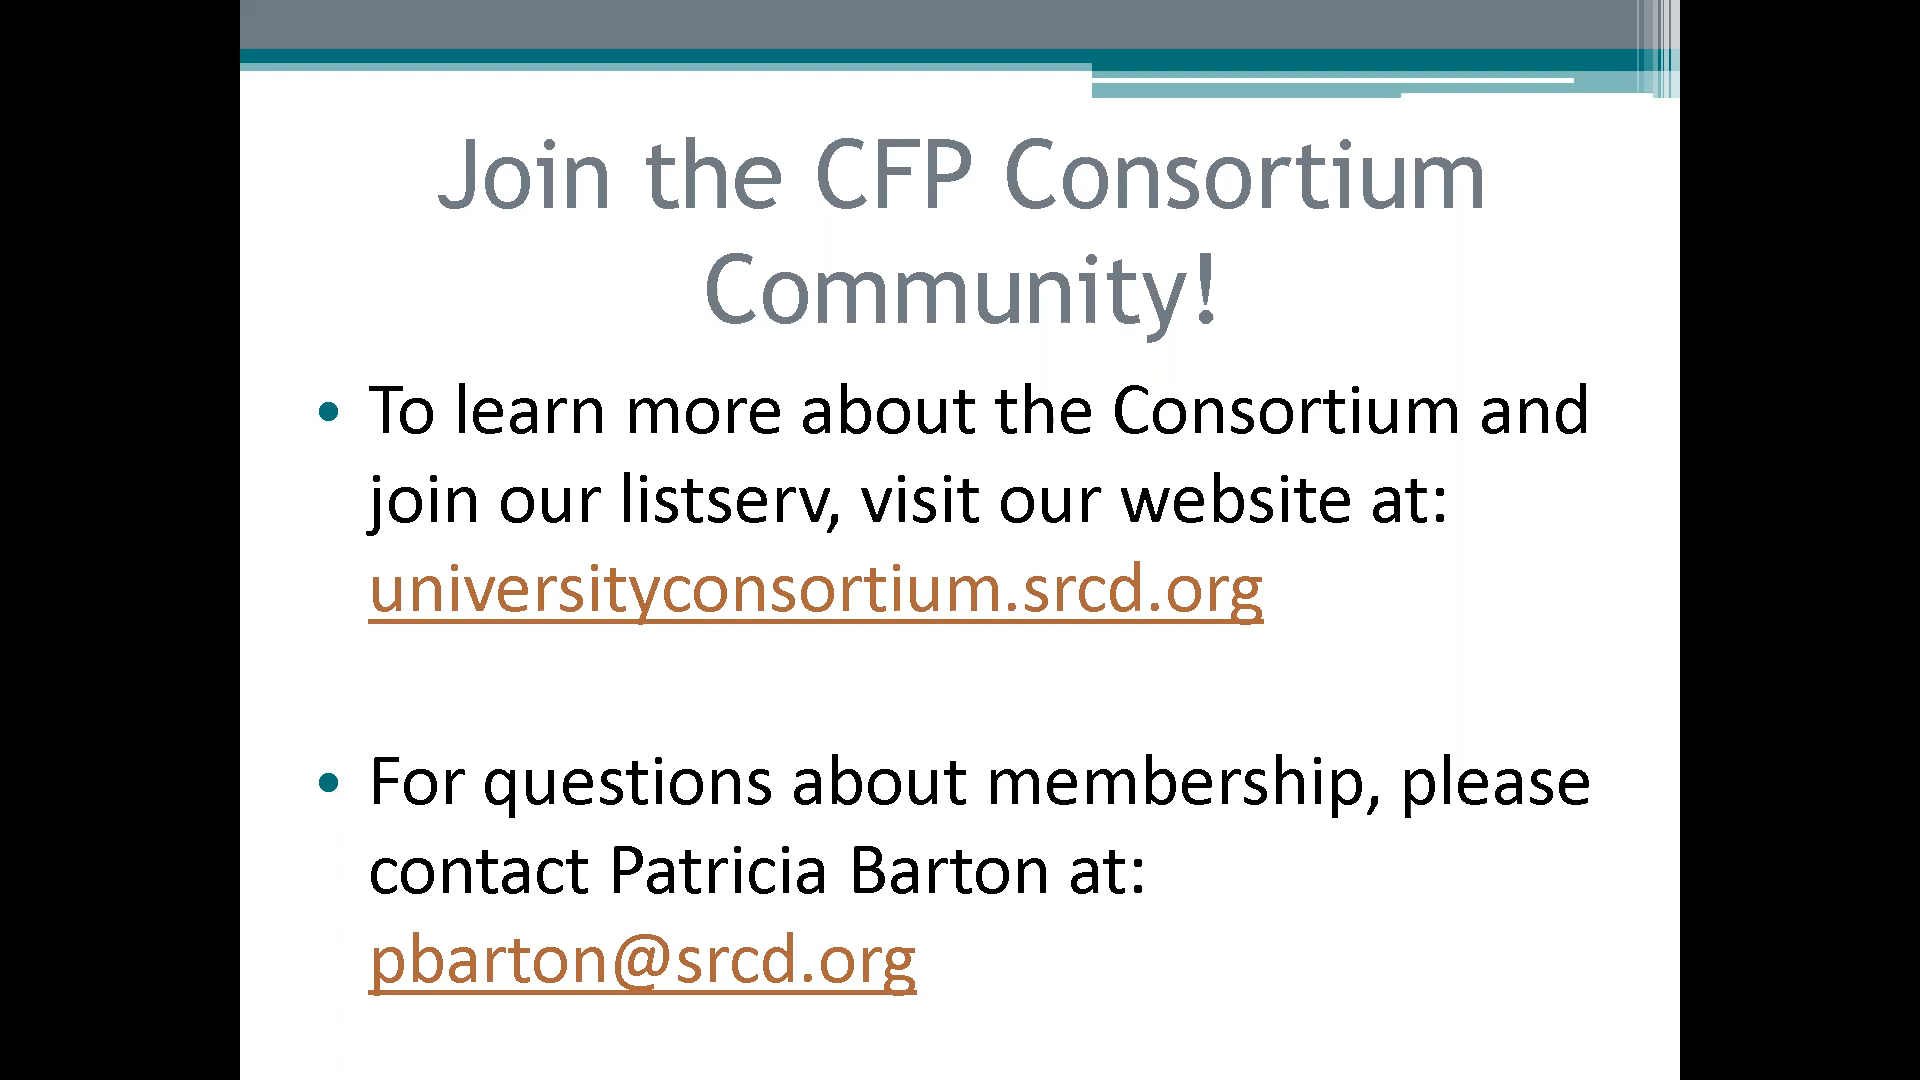 Join the CFP Consortium
Community!
• To learn more about the Consortium and
join our listserv, visit our website at:
universityconsortium.srcd.org
• For questions about membership, please
contact Patricia Barton at:
pbarton@srcd.org